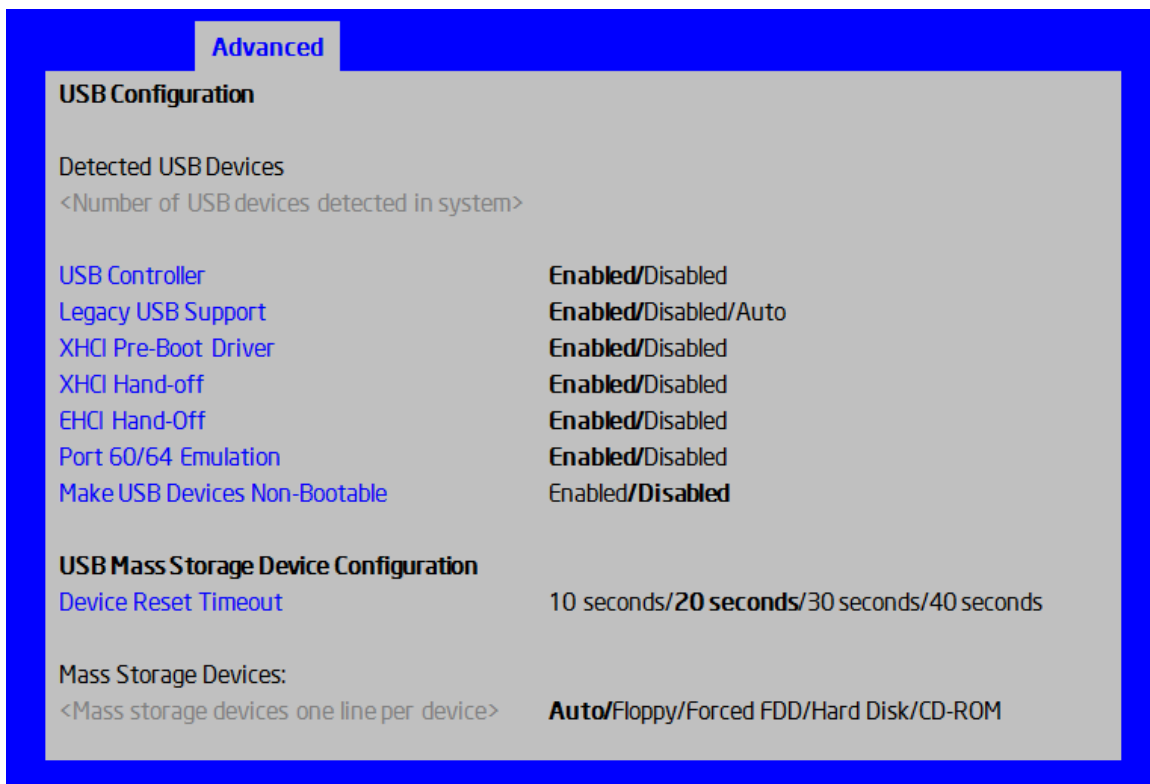 Advanced
USB Configuration
Detected USB Devices
<Number of USB devices detected in system>
USB Controller Enabled/Disabled
Legacy USB Support Enabled/Disabled/Auto
XHCI Pre-Boot Driver Enabled/Disabled
XHCI Hand-off Enabled/Disabled
EHCI Hand-Off Enabled/Disabled
Port 60/64 Emulation Enabled/Disabled
Make USB Devices Non-Bootable Enabled/Disabled
USB Mass Storage Device Configuration
Device Reset Timeout 10 seconds/20 seconds/30 seconds/40 seconds
Mass Storage Devices:
<Mass storage devices one line per device> Auto/Floppy/Forced FDD/Hard Disk/CD-ROM